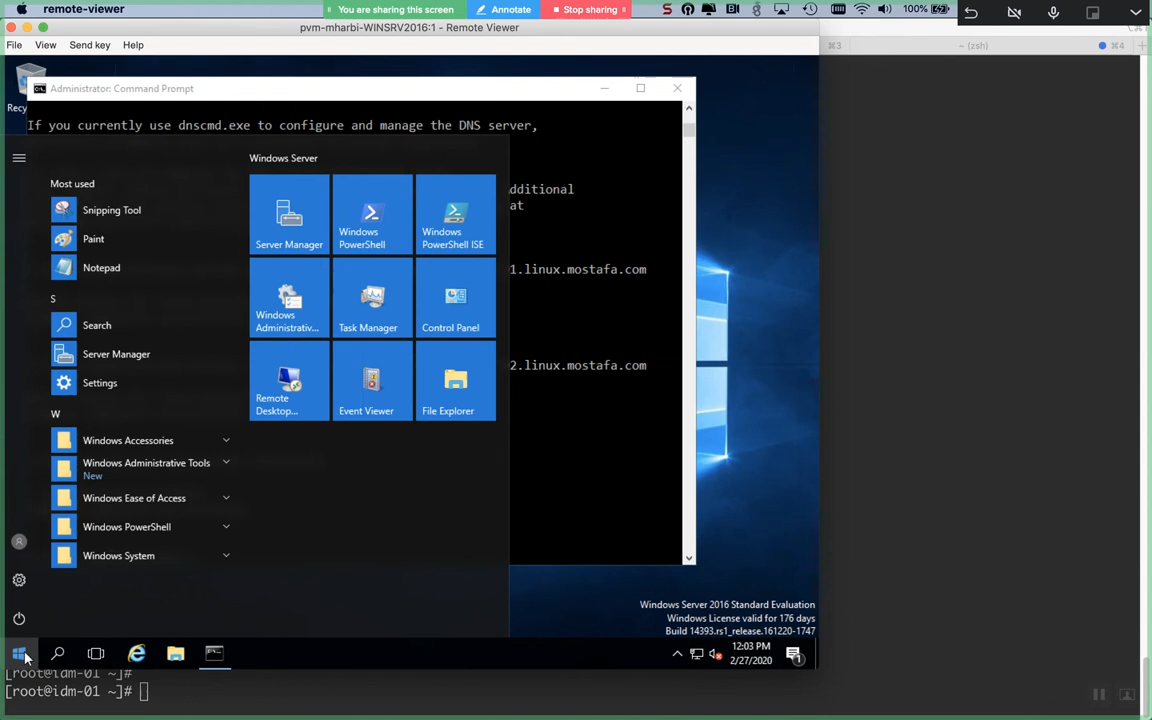 remote-viewer
You are sharing this screen
Annotate
Stop sharing
100%
pvm-mharbi-WINSRV2016:1 - Remote Viewer
File View Send key Help
⌘3
~ (zsh)
⌘4
Recy
Administrator: Command Prompt
If you currently use dnscmd.exe to configure and manage the DNS server,
dditional
at
1.linux.mostafa.com
2.linux.mostafa.com
Most used
Snipping Tool
Paint
Notepad
S
Search
Server Manager
Settings
W
Windows Accessories
Windows Administrative Tools
New
Windows Ease of Access
Windows PowerShell
Windows System
Windows Server
Server Manager
Windows
PowerShell
Windows
PowerShell ISE
Windows
Administrativ...
Task Manager
Control Panel
Remote
Desktop...
Event Viewer
File Explorer
Windows Server 2016 Standard Evaluation
Windows License valid for 176 days
Build 14393.rs1_release.161220-1747
12:03 PM
2/27/2020
1
[root@idm-01 ~]#
[root@idm-01 ~]#